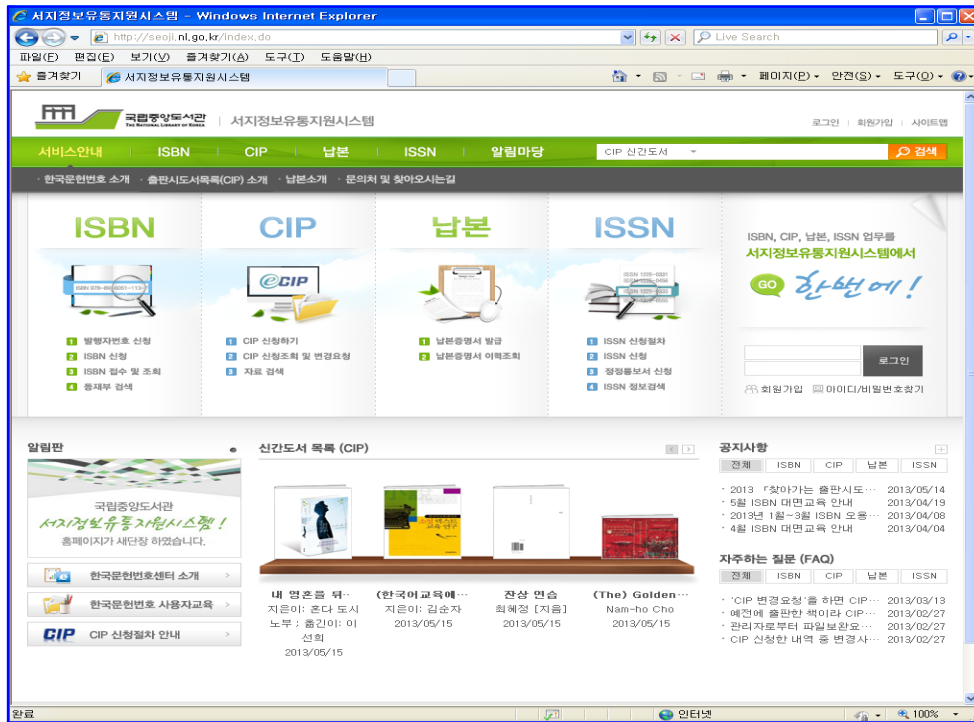 서지정보유통지원시스템 - Windows Internet Explorer
http://seoji.nl.go.kr/index.do
Live Search
파일(F) 편집(E) 보기(V) 즐겨찾기(A) 도구(T) 도움말(H)
즐겨찾기 서지정보유통지원시스템 페이지(P) 안전(S) 도구(O)
국립중앙도서관
THE NATIONAL LIBRARY OF KOREA
서지정보유통지원시스템
로그인 회원가입 사이트맵
서비스안내 ISBN CIP 납본 ISSN 알림마당 CIP 신간도서 검색
· 한국문헌번호 소개 · 출판시도서목록(CIP) 소개 · 납본소개 · 문의처 및 찾아오시는길
ISBN
1 발행자번호 신청
2 ISBN 신청
3 ISBN 접수 및 조회
4 등재부 검색
CIP
eCIP
1 CIP 신청하기
2 CIP 신청조회 및 변경요청
3 자료 검색
납본
1 납본증명서 발급
2 납본증명서 이력조회
ISSN
1 ISSN 신청절차
2 ISSN 신청
3 정정통보서 신청
4 ISSN 정보검색
ISBN, CIP, 납본, ISSN 업무를
서지정보유통지원시스템에서
GO 한번에!
로그인
회원가입 아이디/비밀번호찾기
알림판
국립중앙도서관
서지정보유통지원시스템!
홈페이지가 새단장 하였습니다.
한국문헌번호센터 소개 >
한국문헌번호 사용자교육 >
CIP CIP 신청절차 안내 >
신간도서 목록 (CIP)
내 영혼을 뒤…
지은이: 혼다 도시
노부 ; 옮긴이: 이
선희
2013/05/15
(한국어교육에…
지은이: 김순자
2013/05/15
잔상 연습
최혜정 [지음]
2013/05/15
(The) Golden…
Nam-ho Cho
2013/05/15
공지사항
전체 ISBN CIP 납본 ISSN
· 2013 『찾아가는 출판시도… 2013/05/14
· 5월 ISBN 대면교육 안내 2013/04/19
· 2013년 1월~3월 ISBN 오용… 2013/04/08
· 4월 ISBN 대면교육 안내 2013/04/04
자주하는 질문 (FAQ)
전체 ISBN CIP 납본 ISSN
· 'CIP 변경요청'을 하면 CIP… 2013/03/13
· 예전에 출판한 책이라 CIP… 2013/02/27
· 관리자로부터 파일보완요… 2013/02/27
· CIP 신청한 내역 중 변경사… 2013/02/27
완료 인터넷 100%